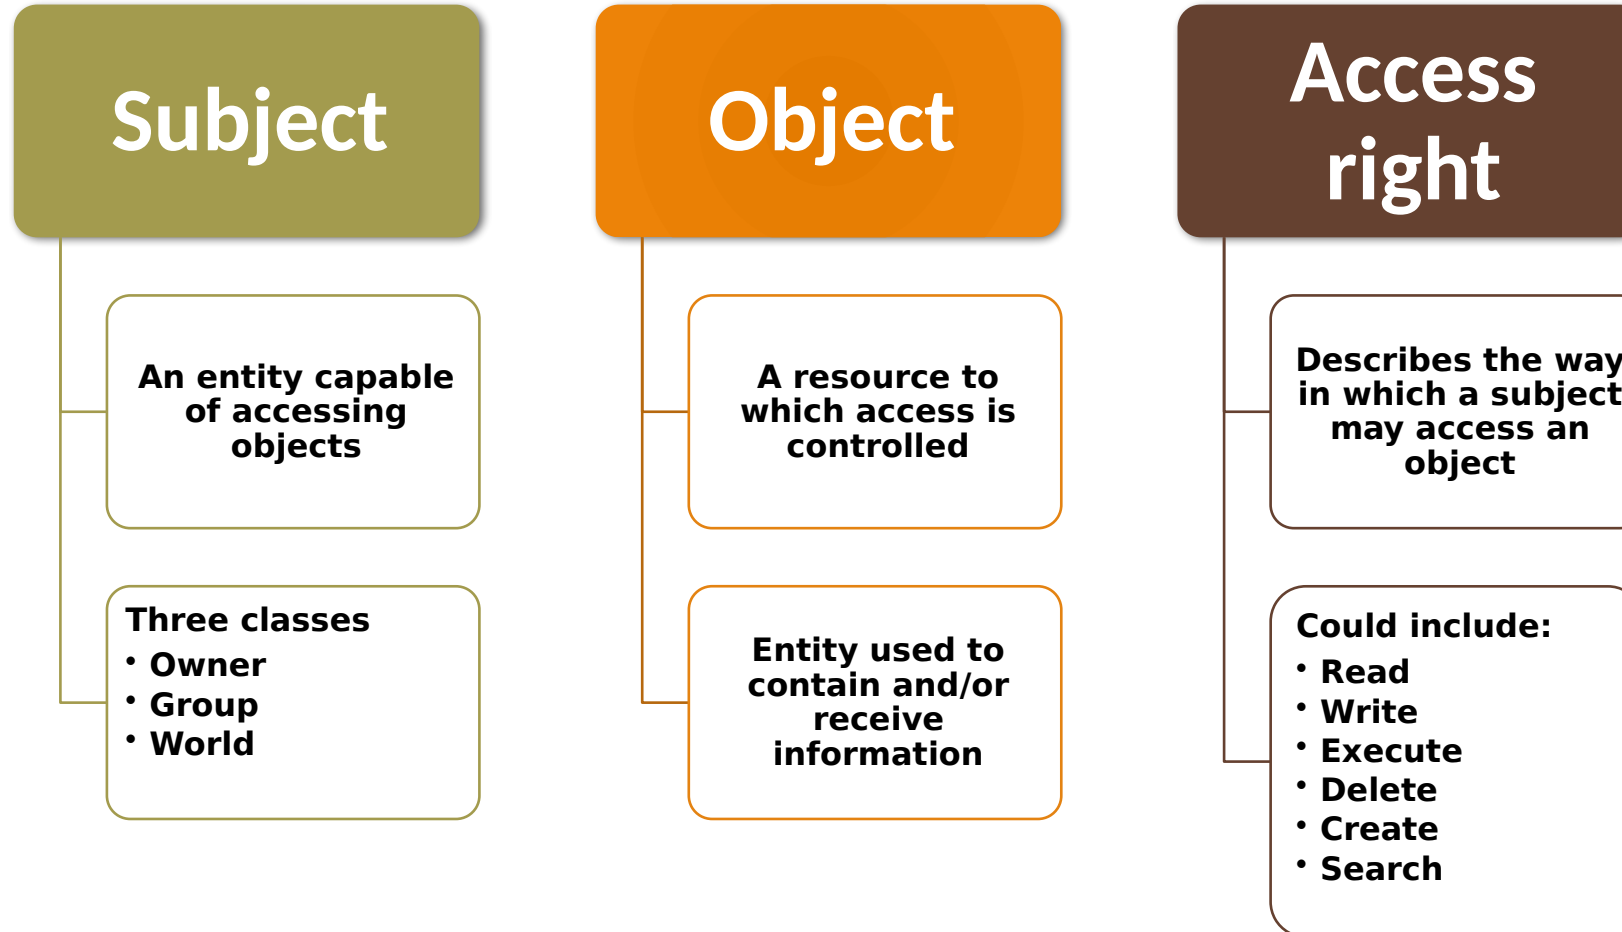 Subject
An entity capable
of accessing
objects
Three classes
• Owner
• Group
• World
Object
A resource to
which access is
controlled
Entity used to
contain and/or
receive
information
Access
right
Describes the way
in which a subject
may access an
object
Could include:
• Read
• Write
• Execute
• Delete
• Create
• Search